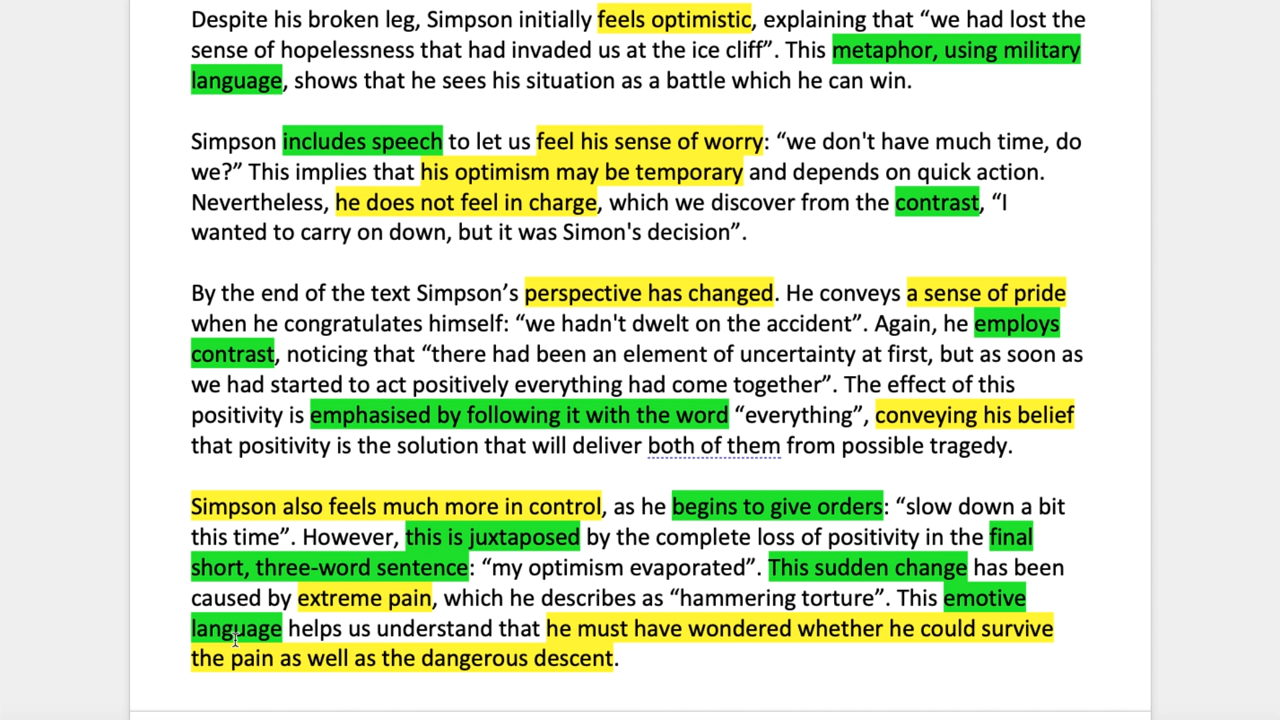 Despite his broken leg, Simpson initially feels optimistic, explaining that “we had lost the
sense of hopelessness that had invaded us at the ice cliff”. This metaphor, using military
language, shows that he sees his situation as a battle which he can win.
Simpson includes speech to let us feel his sense of worry: “we don't have much time, do
we?” This implies that his optimism may be temporary and depends on quick action.
Nevertheless, he does not feel in charge, which we discover from the contrast, “I
wanted to carry on down, but it was Simon's decision”.
By the end of the text Simpson’s perspective has changed. He conveys a sense of pride
when he congratulates himself: “we hadn't dwelt on the accident”. Again, he employs
contrast, noticing that “there had been an element of uncertainty at first, but as soon as
we had started to act positively everything had come together”. The effect of this
positivity is emphasised by following it with the word “everything”, conveying his belief
that positivity is the solution that will deliver both of them from possible tragedy.
Simpson also feels much more in control, as he begins to give orders: “slow down a bit
this time”. However, this is juxtaposed by the complete loss of positivity in the final
short, three-word sentence: “my optimism evaporated”. This sudden change has been
caused by extreme pain, which he describes as “hammering torture”. This emotive
language helps us understand that he must have wondered whether he could survive
the pain as well as the dangerous descent.